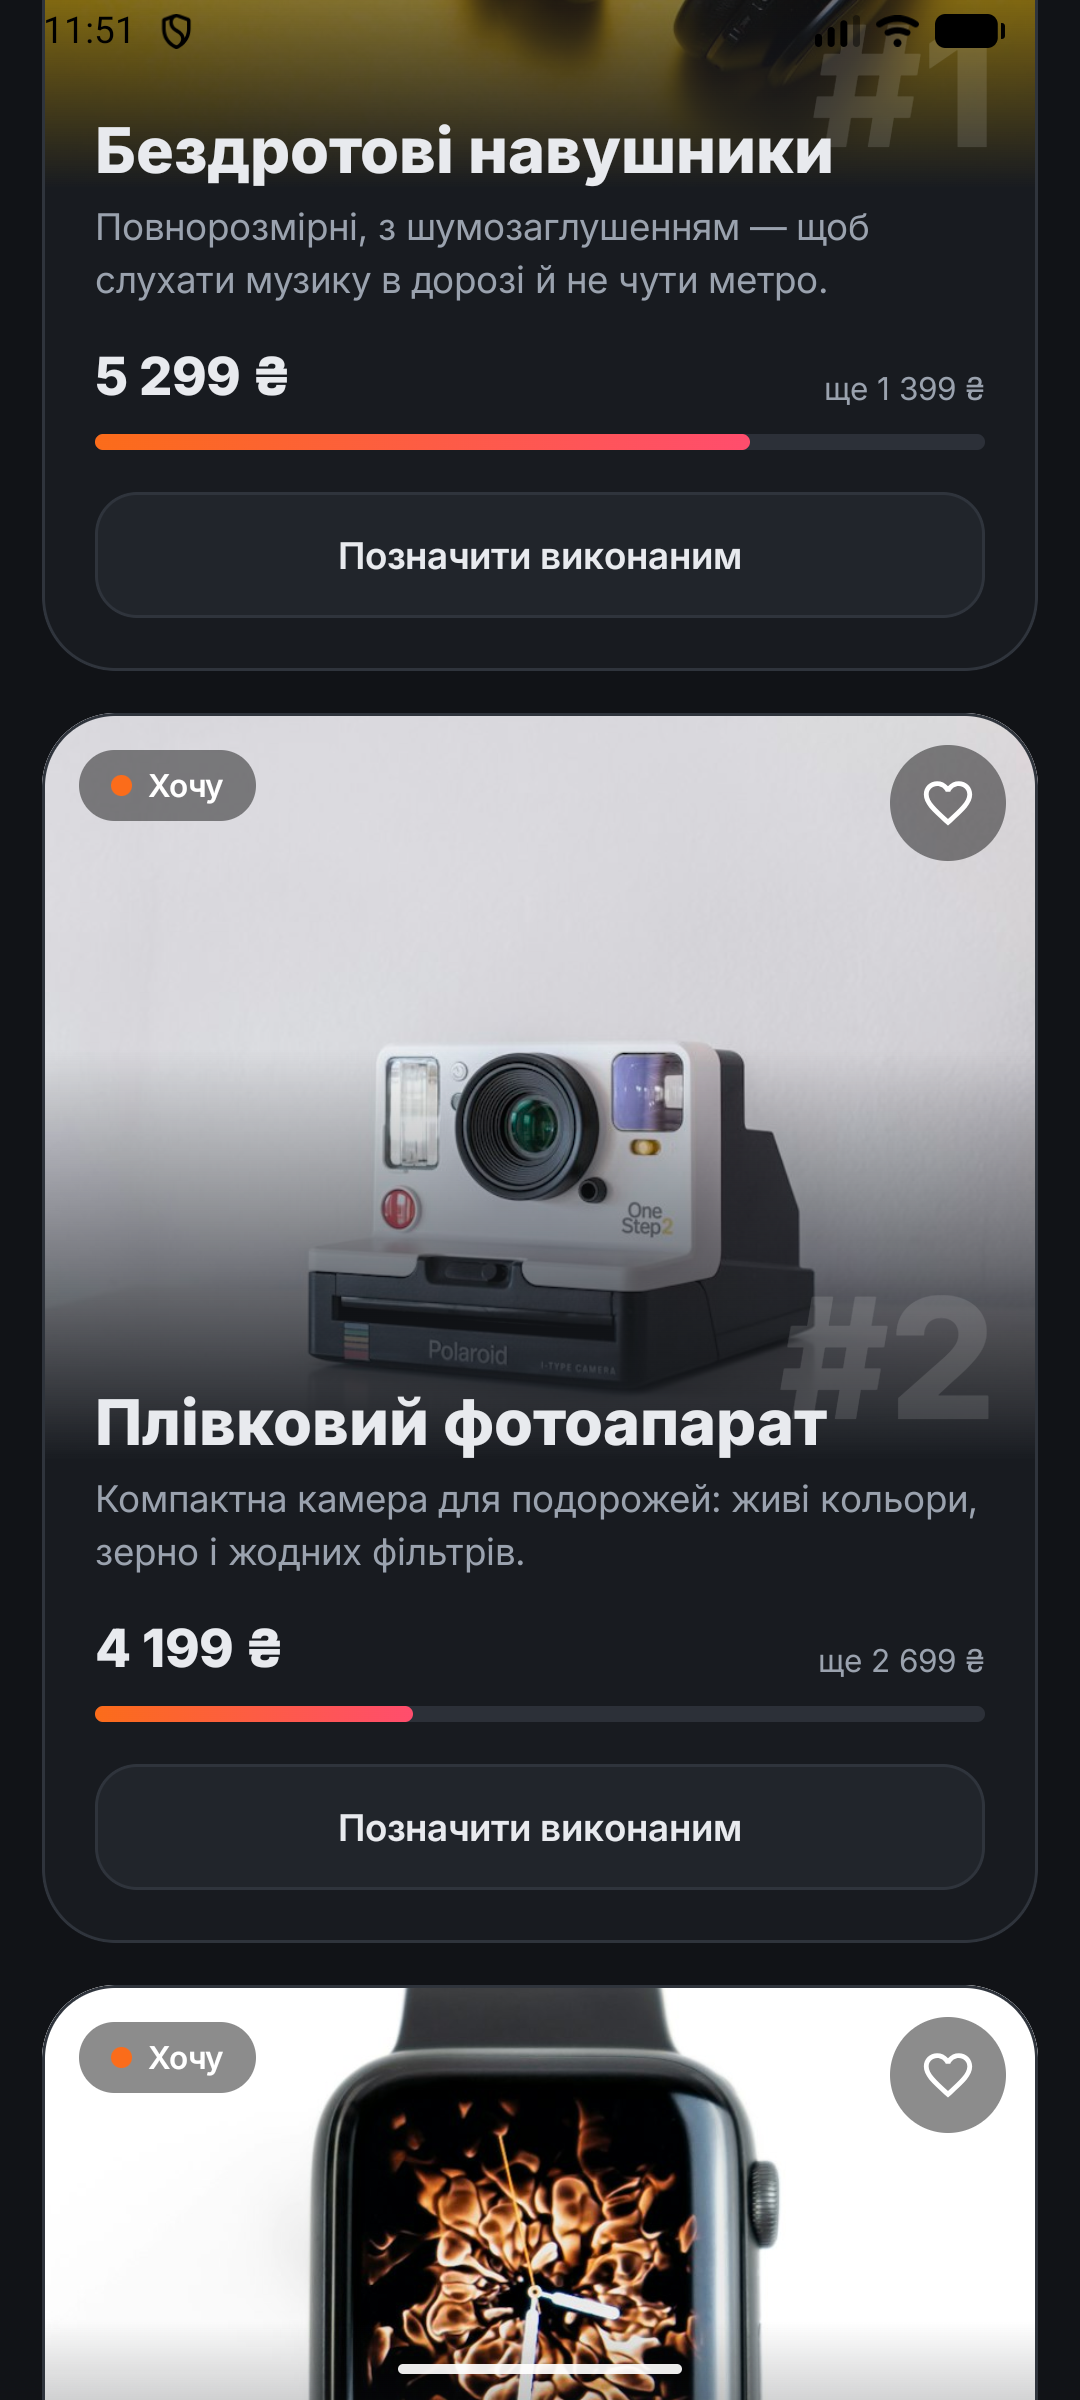 11:51
#1
Бездротові навушники
Повнорозмірні, з шумозаглушенням — щоб
слухати музику в дорозі й не чути метро.
5 299 ₴
ще 1 399 ₴
Позначити виконаним
Хочу
One
Step2
Polaroid
I-TYPE CAMERA
#2
Плівковий фотоапарат
Компактна камера для подорожей: живі кольори,
зерно і жодних фільтрів.
4 199 ₴
ще 2 699 ₴
Позначити виконаним
Хочу